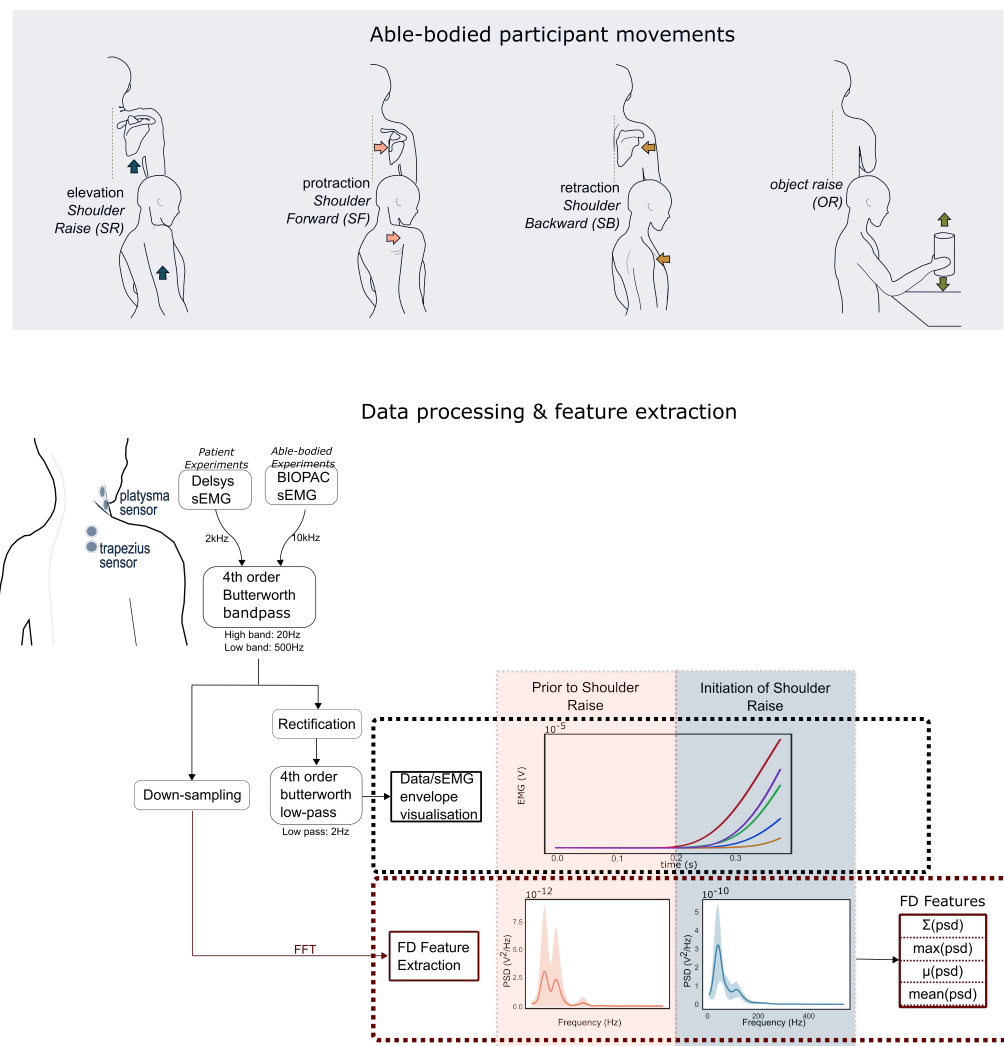 Able-bodied participant movements
elevation
Shoulder
Raise (SR)
protraction
Shoulder
Forward (SF)
retraction
Shoulder
Backward (SB)
object raise
(OR)
Data processing & feature extraction
platysma
sensor
trapezius
sensor
Patient
Experiments
Able-bodied
Experiments
Delsys
sEMG
BIOPAC
sEMG
2kHz
10kHz
4th order
Butterworth
bandpass
High band: 20Hz
Low band: 500Hz
Rectification
Down-sampling
4th order
butterworth
low-pass
Low pass: 2Hz
Data/sEMG
envelope
visualisation
Prior to Shoulder
Raise
Initiation of Shoulder
Raise
10-5
EMG (V)
0.0 0.1 0.2 0.3
time (s)
FFT
FD Feature
Extraction
10-12
PSD (V2/Hz)
7.5
5.0
2.5
0.0
Frequency (Hz)
10-10
PSD (V2/Hz)
5
4
3
2
1
0
0 200 400
Frequency (Hz)
FD Features
Σ(psd)
max(psd)
μ(psd)
mean(psd)